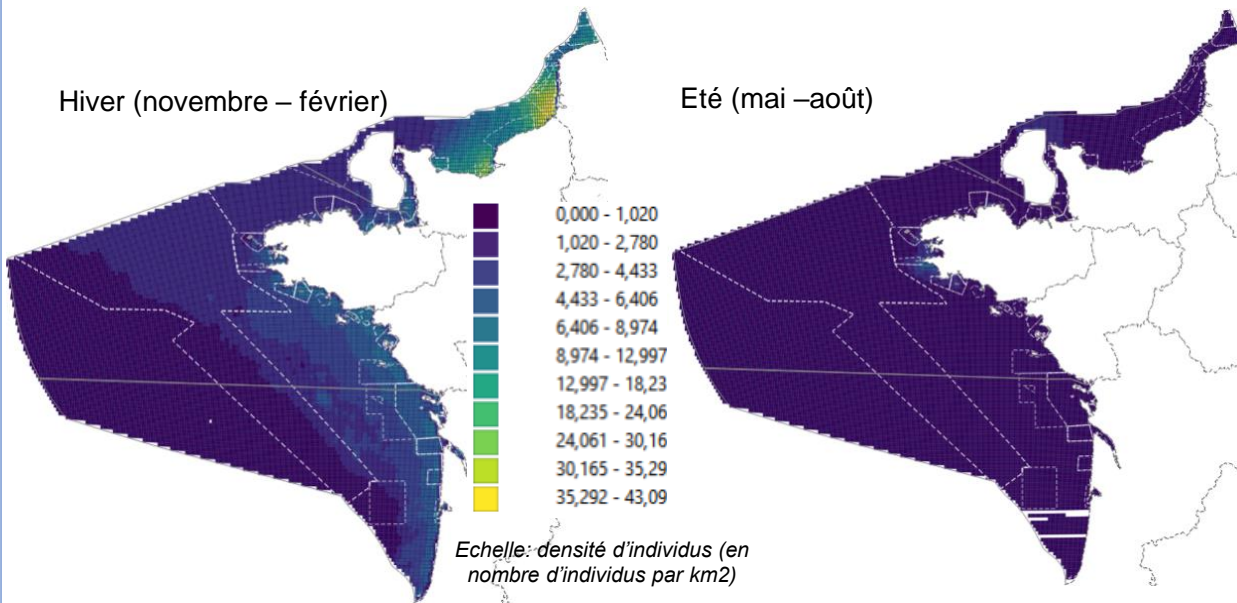 Hiver (novembre – février)
Eté (mai –août)
0,000 - 1,020
1,020 - 2,780
2,780 - 4,433
4,433 - 6,406
6,406 - 8,974
8,974 - 12,997
12,997 - 18,23
18,235 - 24,06
24,061 - 30,16
30,165 - 35,29
35,292 - 43,09
Echelle: densité d'individus (en
nombre d'individus par km2)